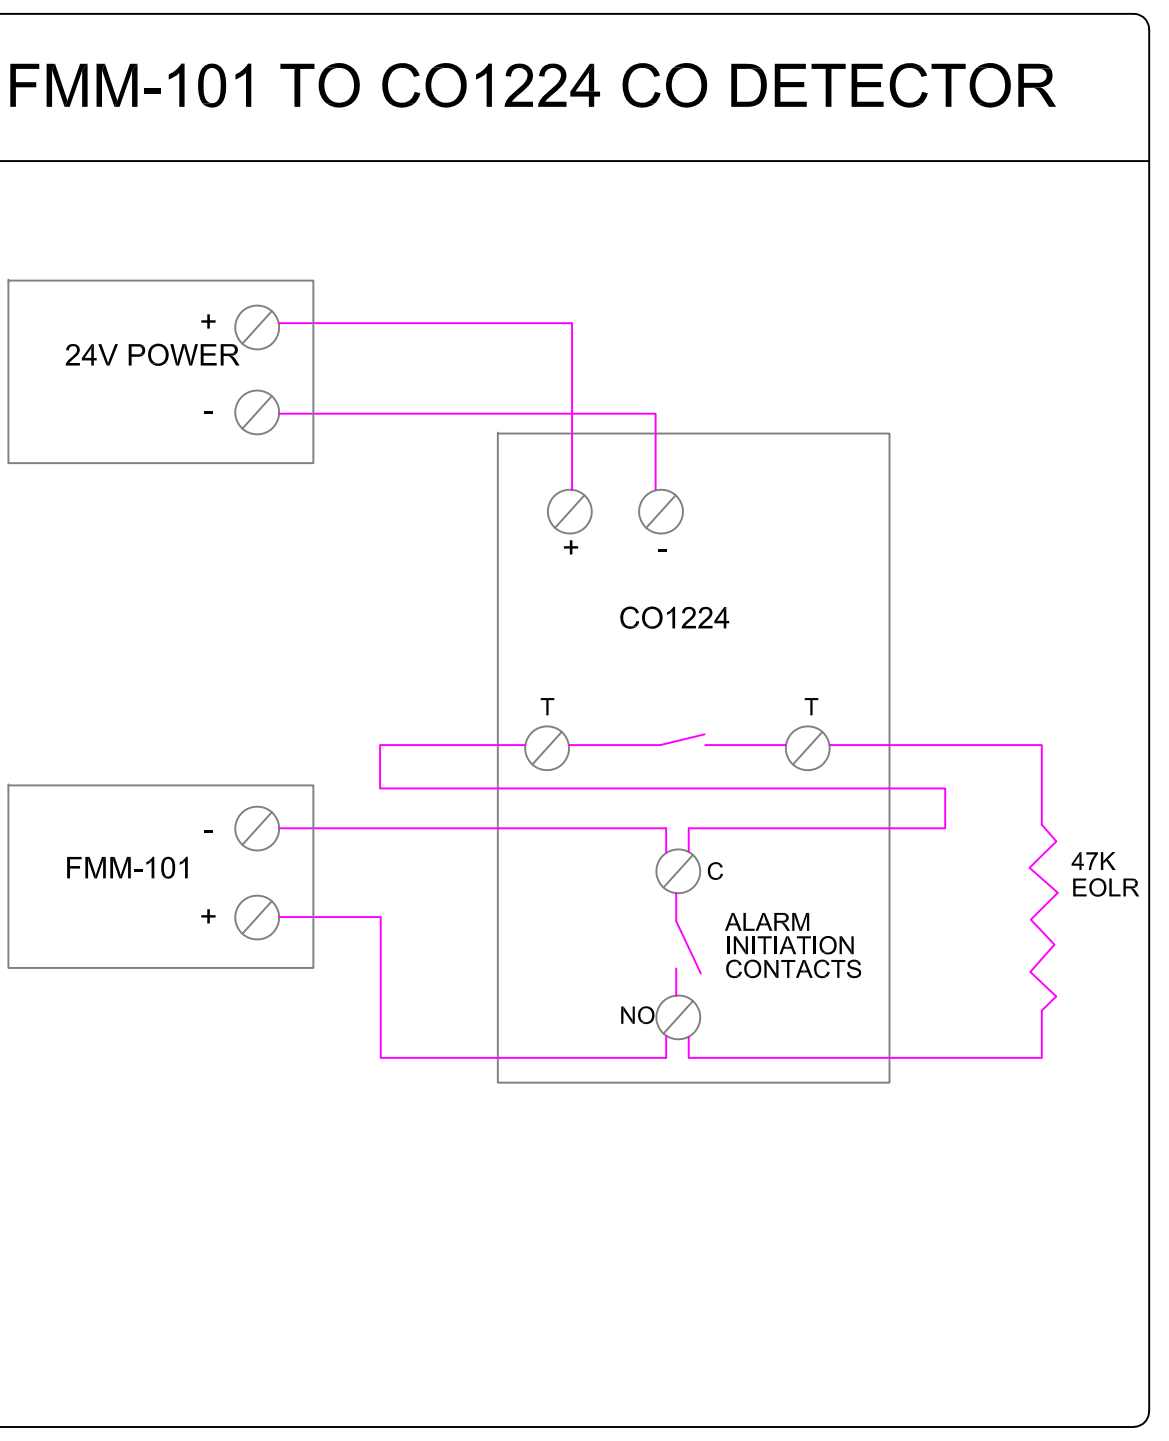 FMM-101 TO CO1224 CO DETECTOR
+
24V POWER
-
+
-
CO1224
T
T
-
FMM-101
+
C
ALARM
INITIATION
CONTACTS
NO
47K
EOLR